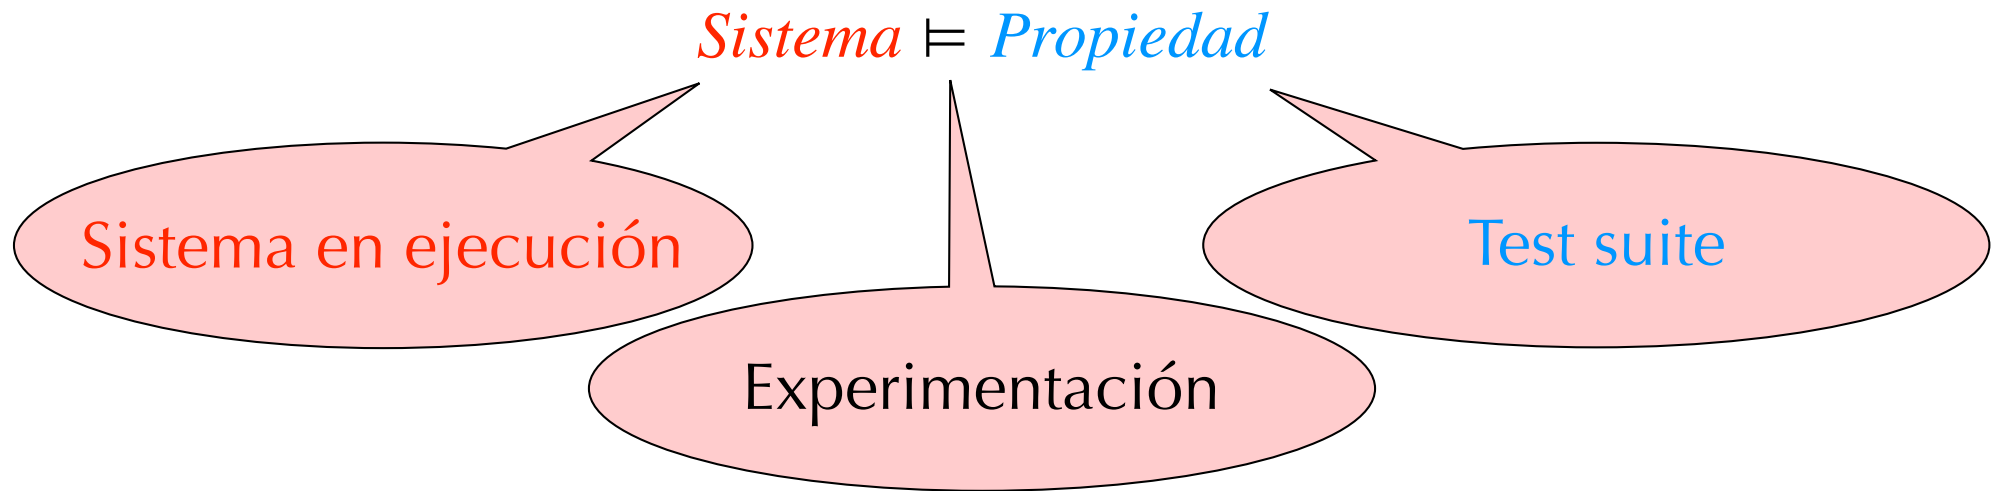 Sistema ⊨ Propiedad
Sistema en ejecución
Test suite
Experimentación